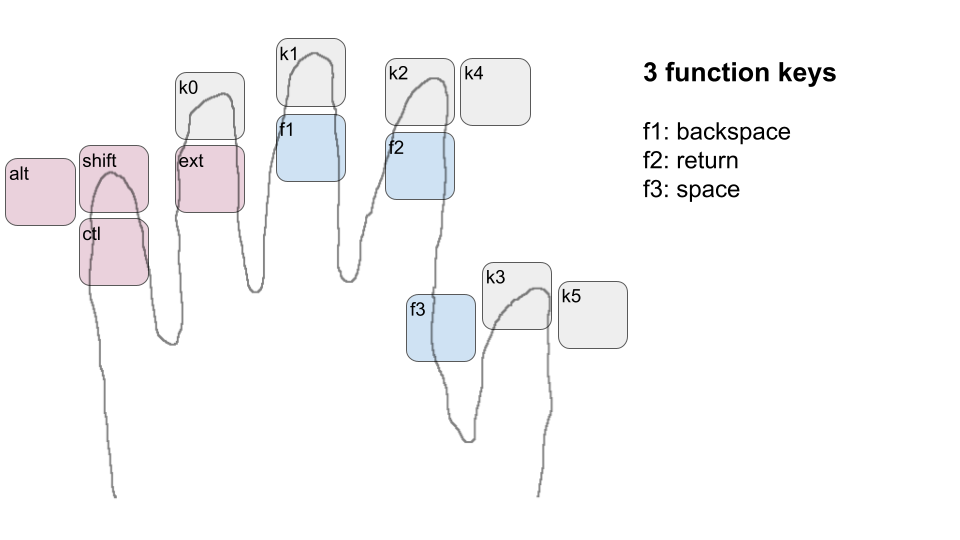 k1
k2
k4
k0
f1
f2
alt
shift
ext
ctl
k3
k5
f3
3 function keys
f1: backspace
f2: return
f3: space